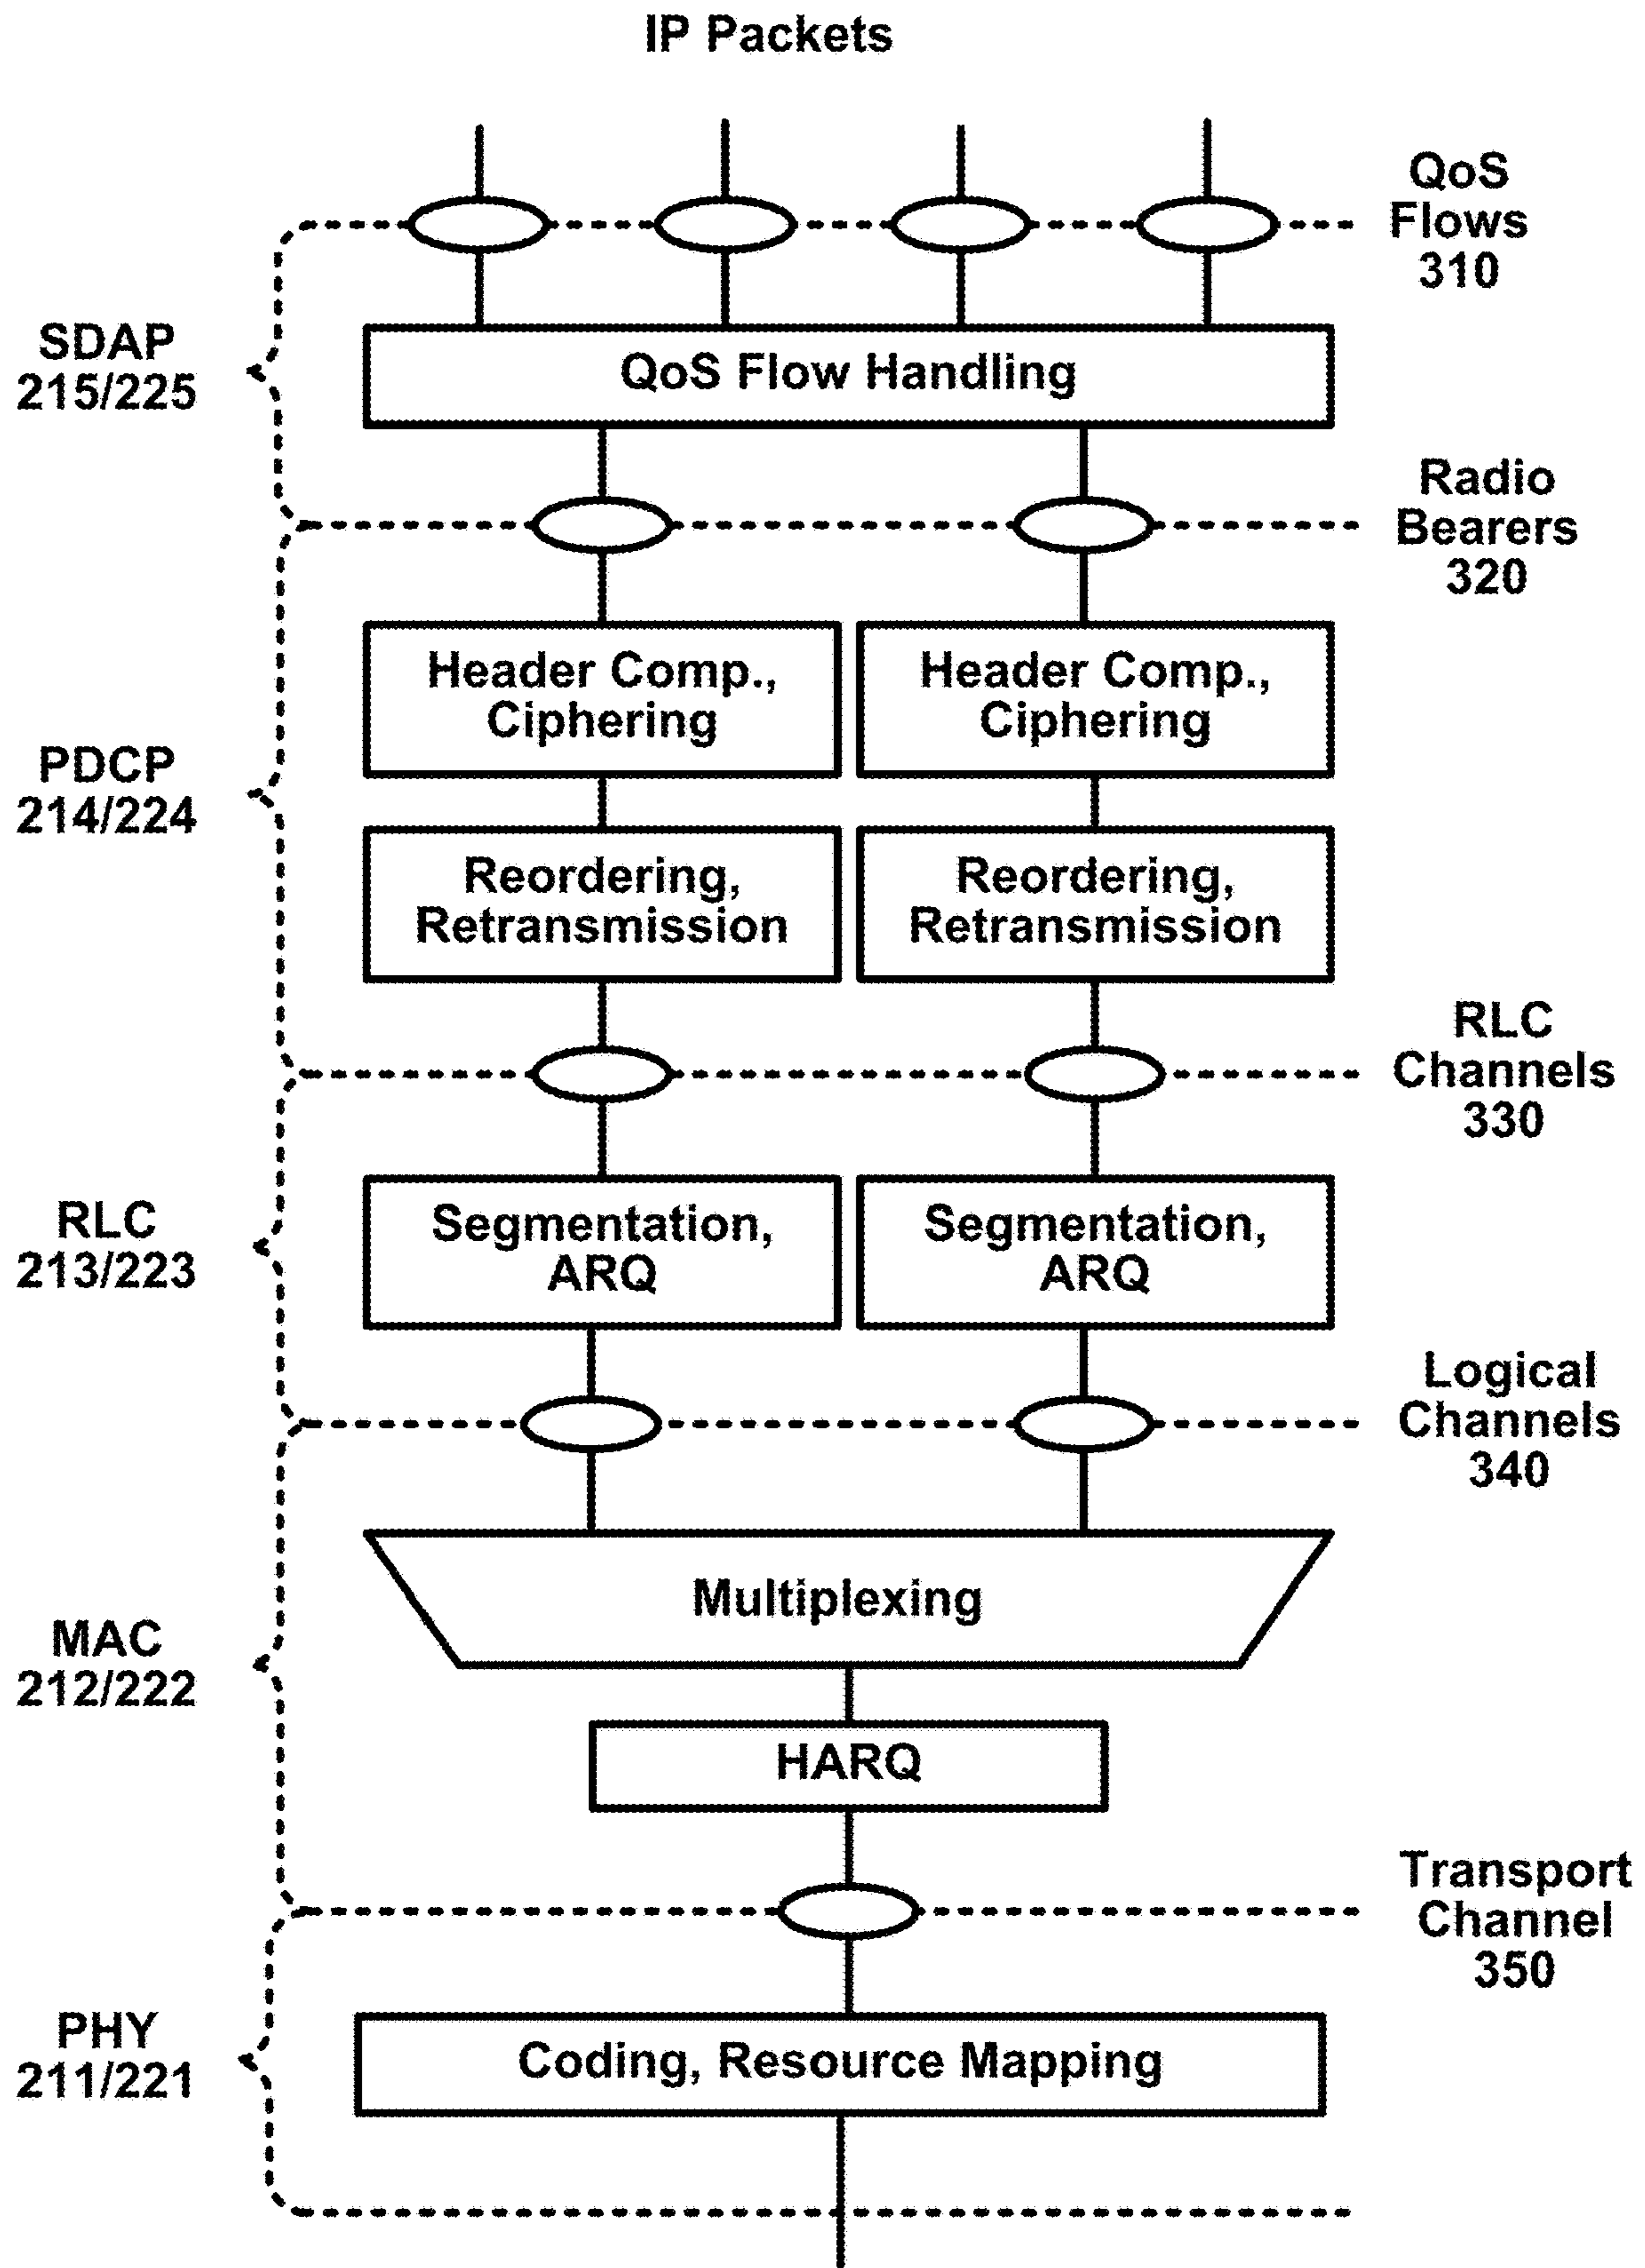 IP Packets
QoS
Flows
310
SDAP
215/225
QoS Flow Handling
Radio
Bearers
320
Header Comp.,
Ciphering
Header Comp.,
Ciphering
PDCP
214/224
Reordering,
Retransmission
Reordering,
Retransmission
RLC
Channels
330
RLC
213/223
Segmentation,
ARQ
Segmentation,
ARQ
Logical
Channels
340
Multiplexing
MAC
212/222
HARQ
Transport
Channel
350
PHY
211/221
Coding, Resource Mapping